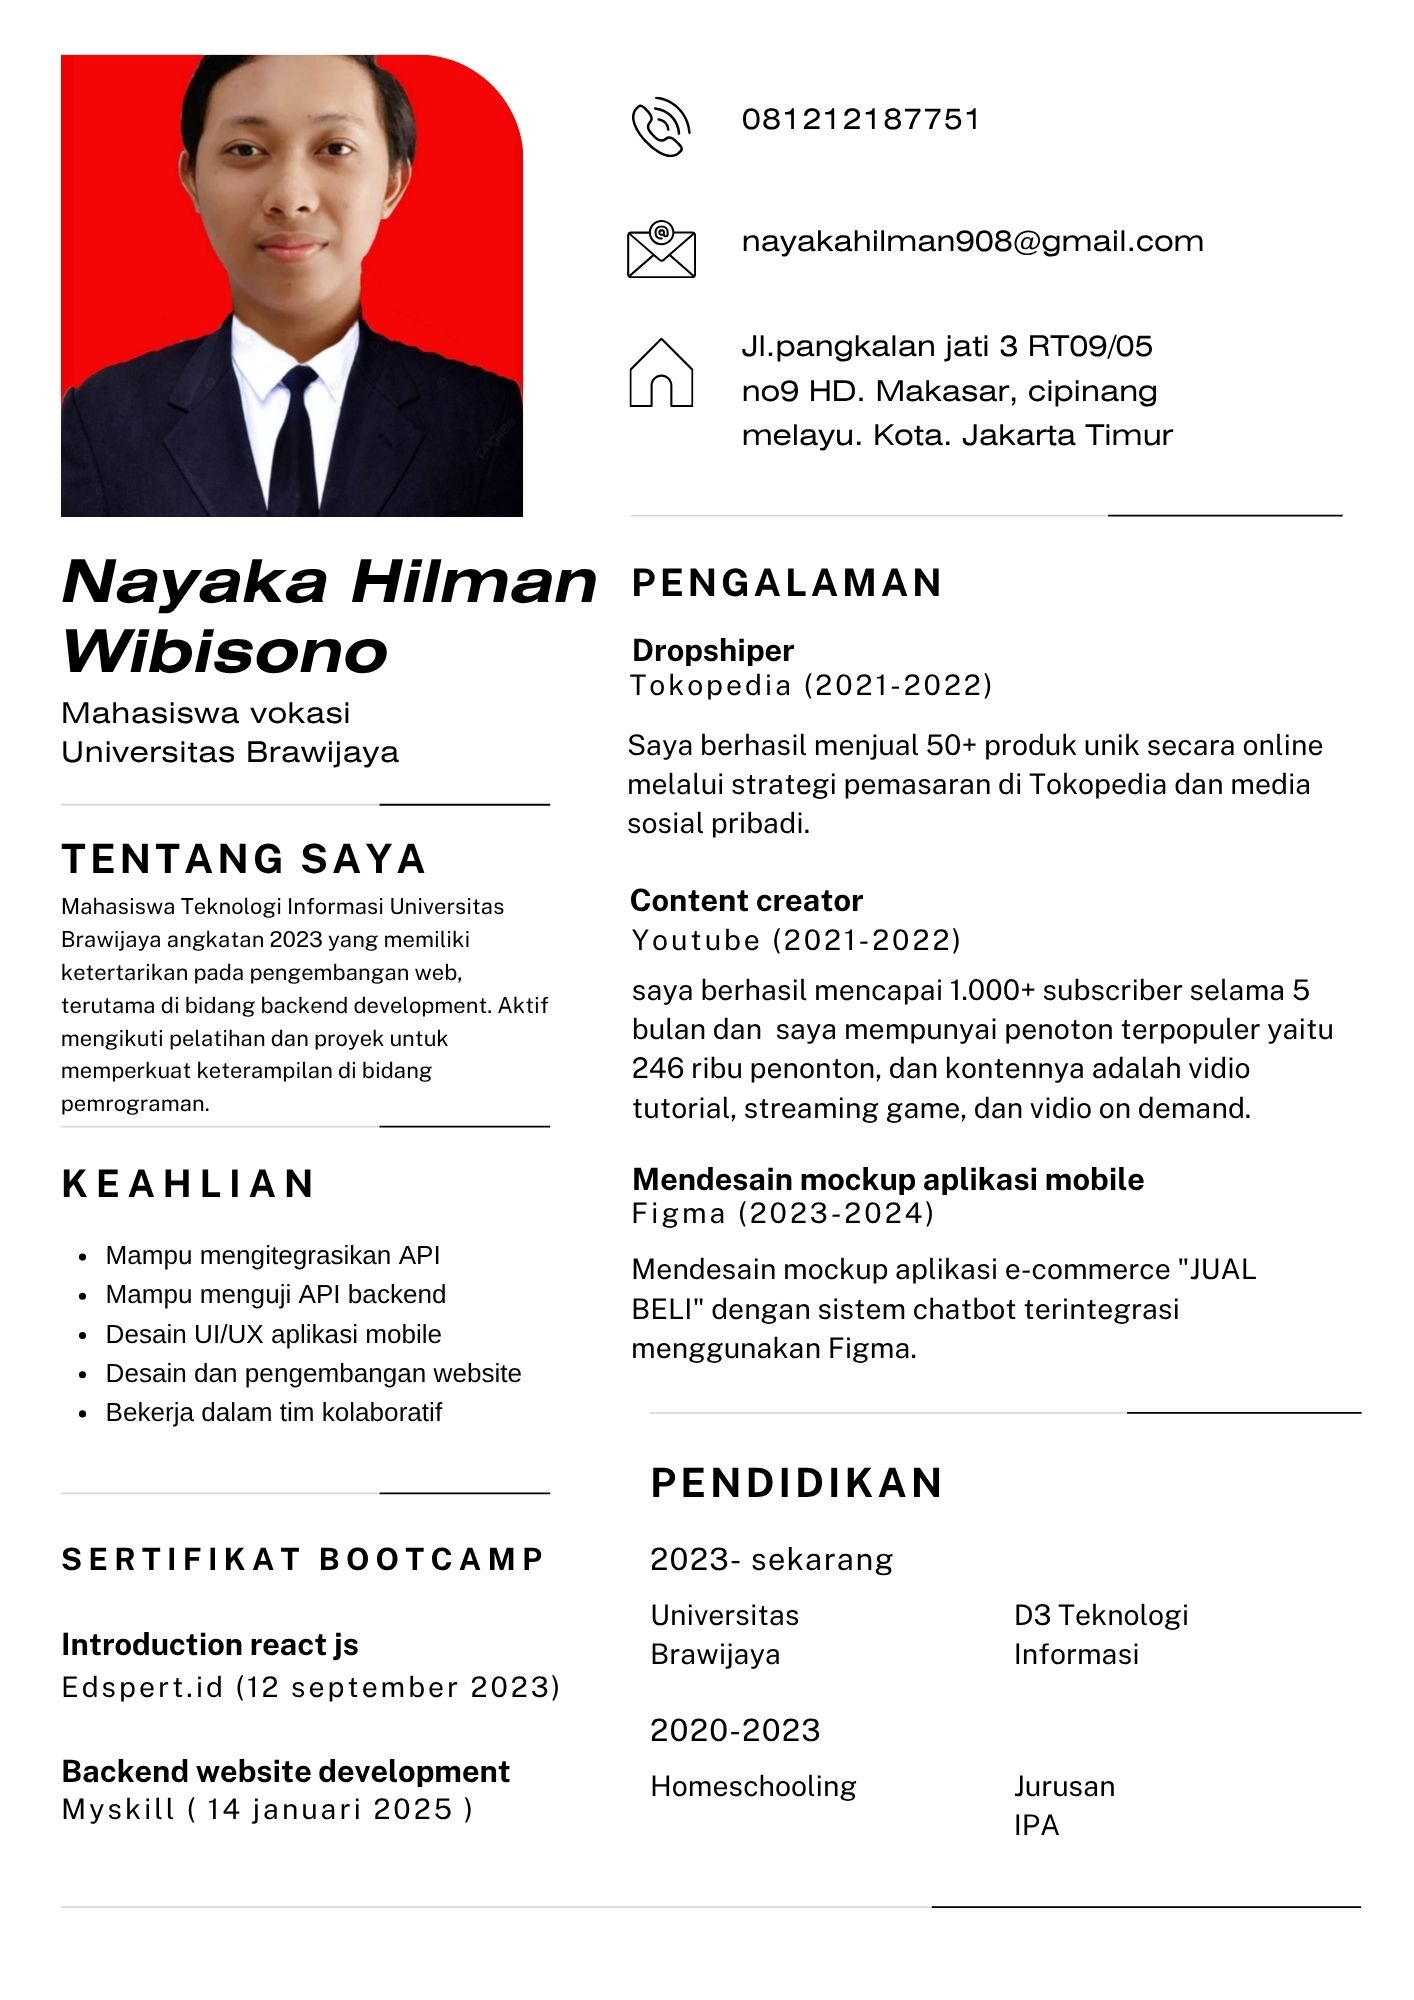 081212187751
nayakahilman908@gmail.com
Jl.pangkalan jati 3 RT09/05
no9 HD. Makasar, cipinang
melayu. Kota. Jakarta Timur
Nayaka Hilman
Wibisono
Mahasiswa vokasi
Universitas Brawijaya
TENTANG SAYA
Mahasiswa Teknologi Informasi Universitas
Brawijaya angkatan 2023 yang memiliki
ketertarikan pada pengembangan web,
terutama di bidang backend development. Aktif
mengikuti pelatihan dan proyek untuk
memperkuat keterampilan di bidang
pemrograman.
KEAHLIAN
• Mampu mengitegrasikan API
• Mampu menguji API backend
• Desain UI/UX aplikasi mobile
• Desain dan pengembangan website
• Bekerja dalam tim kolaboratif
SERTIFIKAT BOOTCAMP
Introduction react js
Edspert.id (12 september 2023)
Backend website development
Myskill ( 14 januari 2025 )
PENGALAMAN
Dropshiper
Tokopedia (2021-2022)
Saya berhasil menjual 50+ produk unik secara online
melalui strategi pemasaran di Tokopedia dan media
sosial pribadi.
Content creator
Youtube (2021-2022)
saya berhasil mencapai 1.000+ subscriber selama 5
bulan dan  saya mempunyai penoton terpopuler yaitu
246 ribu penonton, dan kontennya adalah vidio
tutorial, streaming game, dan vidio on demand.
Mendesain mockup aplikasi mobile
Figma (2023-2024)
Mendesain mockup aplikasi e-commerce "JUAL
BELI" dengan sistem chatbot terintegrasi
menggunakan Figma.
PENDIDIKAN
2023- sekarang
Universitas
Brawijaya
D3 Teknologi
Informasi
2020-2023
Homeschooling
Jurusan
IPA